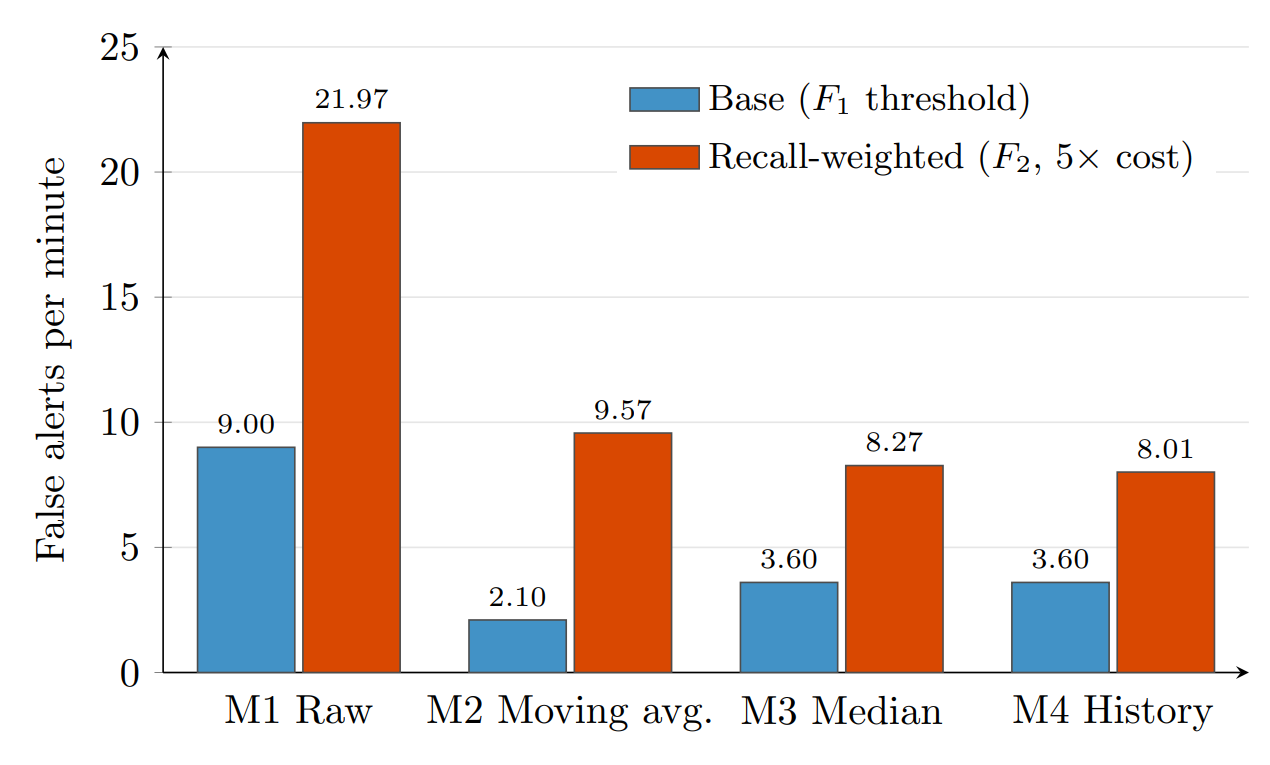 25
20
15
10
5
0
False alerts per minute
Base (F₁ threshold)
Recall-weighted (F₂, 5× cost)
9.00
21.97
2.10
9.57
3.60
8.27
3.60
8.01
M1 Raw
M2 Moving avg.
M3 Median
M4 History